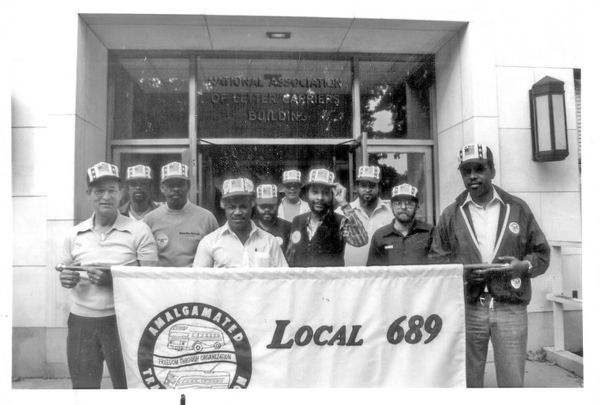 NATIONAL ASSOCIATION
OF LETTER CARRIERS
BUILDING
AMALGAMATED
FREEDOM THROUGH ORGANIZATION
LOCAL 689